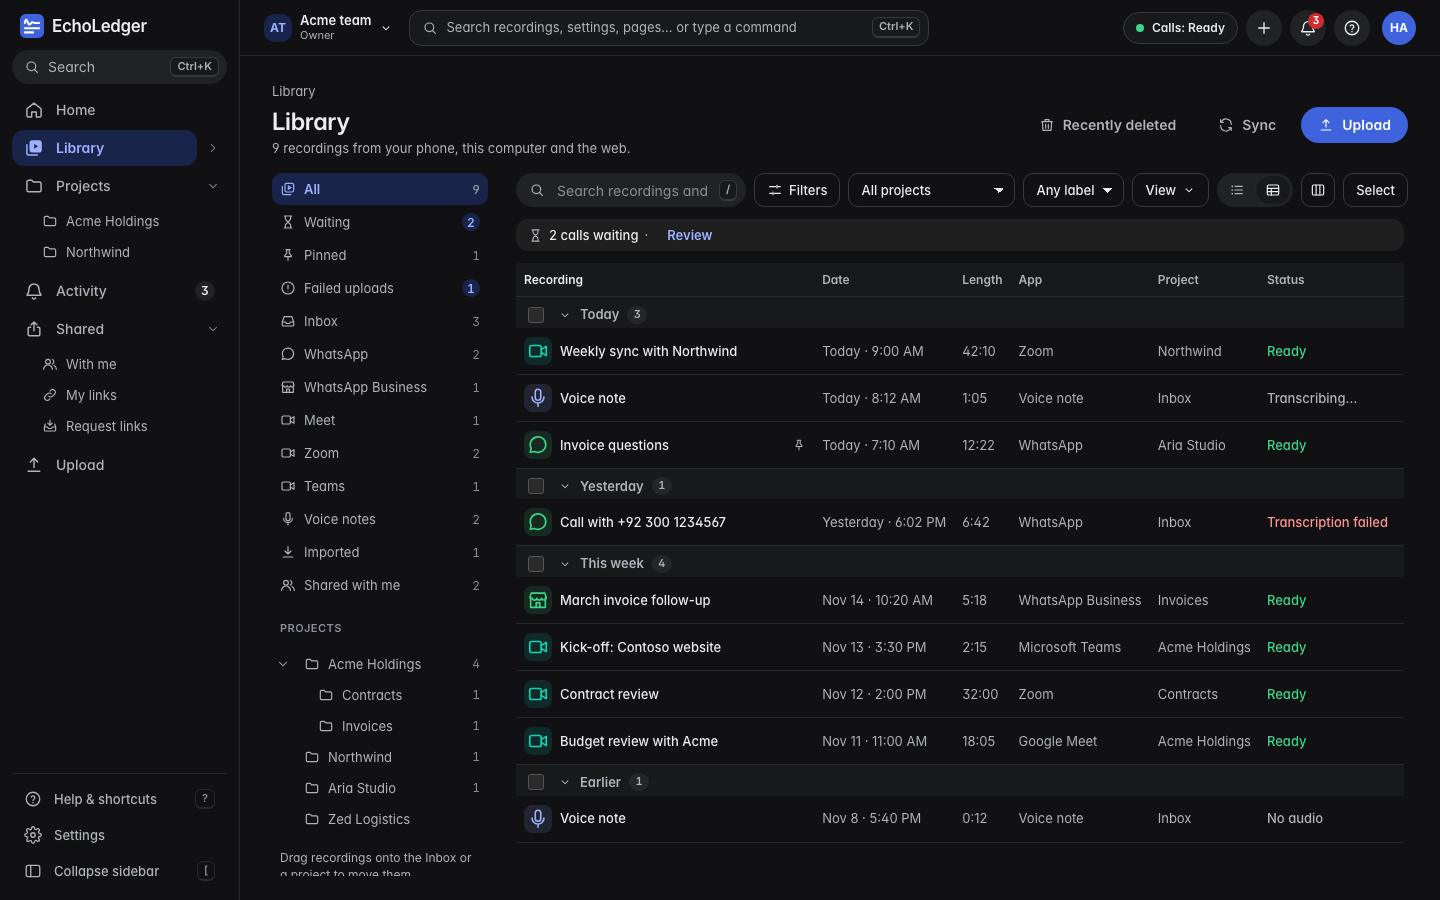 EchoLedger
Search Ctrl+K
Home
Library
Projects
Acme Holdings
Northwind
Activity 3
Shared
With me
My links
Request links
Upload
Help & shortcuts ?
Settings
Collapse sidebar [
AT Acme team
Owner
Search recordings, settings, pages... or type a command Ctrl+K
Calls: Ready 3 HA
Library
Library
9 recordings from your phone, this computer and the web.
Recently deleted Sync Upload
All 9
Waiting 2
Pinned 1
Failed uploads 1
Inbox 3
WhatsApp 2
WhatsApp Business 1
Meet 1
Zoom 2
Teams 1
Voice notes 2
Imported 1
Shared with me 2
PROJECTS
Acme Holdings 4
Contracts 1
Invoices 1
Northwind 1
Aria Studio 1
Zed Logistics
Drag recordings onto the Inbox or
a project to move them
Search recordings and / Filters All projects Any label View Select
2 calls waiting · Review
Recording Date Length App Project Status
Today 3
Weekly sync with Northwind Today · 9:00 AM 42:10 Zoom Northwind Ready
Voice note Today · 8:12 AM 1:05 Voice note Inbox Transcribing...
Invoice questions Today · 7:10 AM 12:22 WhatsApp Aria Studio Ready
Yesterday 1
Call with +92 300 1234567 Yesterday · 6:02 PM 6:42 WhatsApp Inbox Transcription failed
This week 4
March invoice follow-up Nov 14 · 10:20 AM 5:18 WhatsApp Business Invoices Ready
Kick-off: Contoso website Nov 13 · 3:30 PM 2:15 Microsoft Teams Acme Holdings Ready
Contract review Nov 12 · 2:00 PM 32:00 Zoom Contracts Ready
Budget review with Acme Nov 11 · 11:00 AM 18:05 Google Meet Acme Holdings Ready
Earlier 1
Voice note Nov 8 · 5:40 PM 0:12 Voice note Inbox No audio